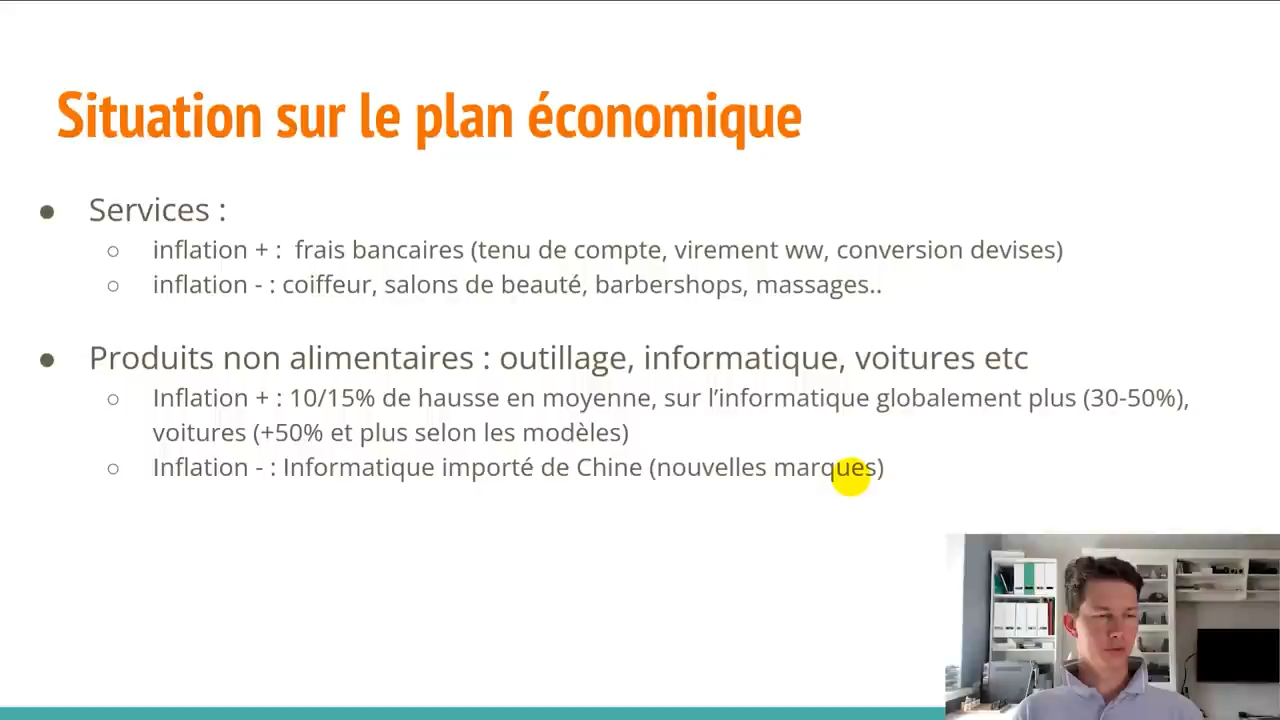 Situation sur le plan économique
● Services :
○ inflation + :  frais bancaires (tenu de compte, virement ww, conversion devises)
○ inflation - : coiffeur, salons de beauté, barbershops, massages..
● Produits non alimentaires : outillage, informatique, voitures etc
○ Inflation + : 10/15% de hausse en moyenne, sur l’informatique globalement plus (30-50%),
voitures (+50% et plus selon les modèles)
○ Inflation - : Informatique importé de Chine (nouvelles marques)